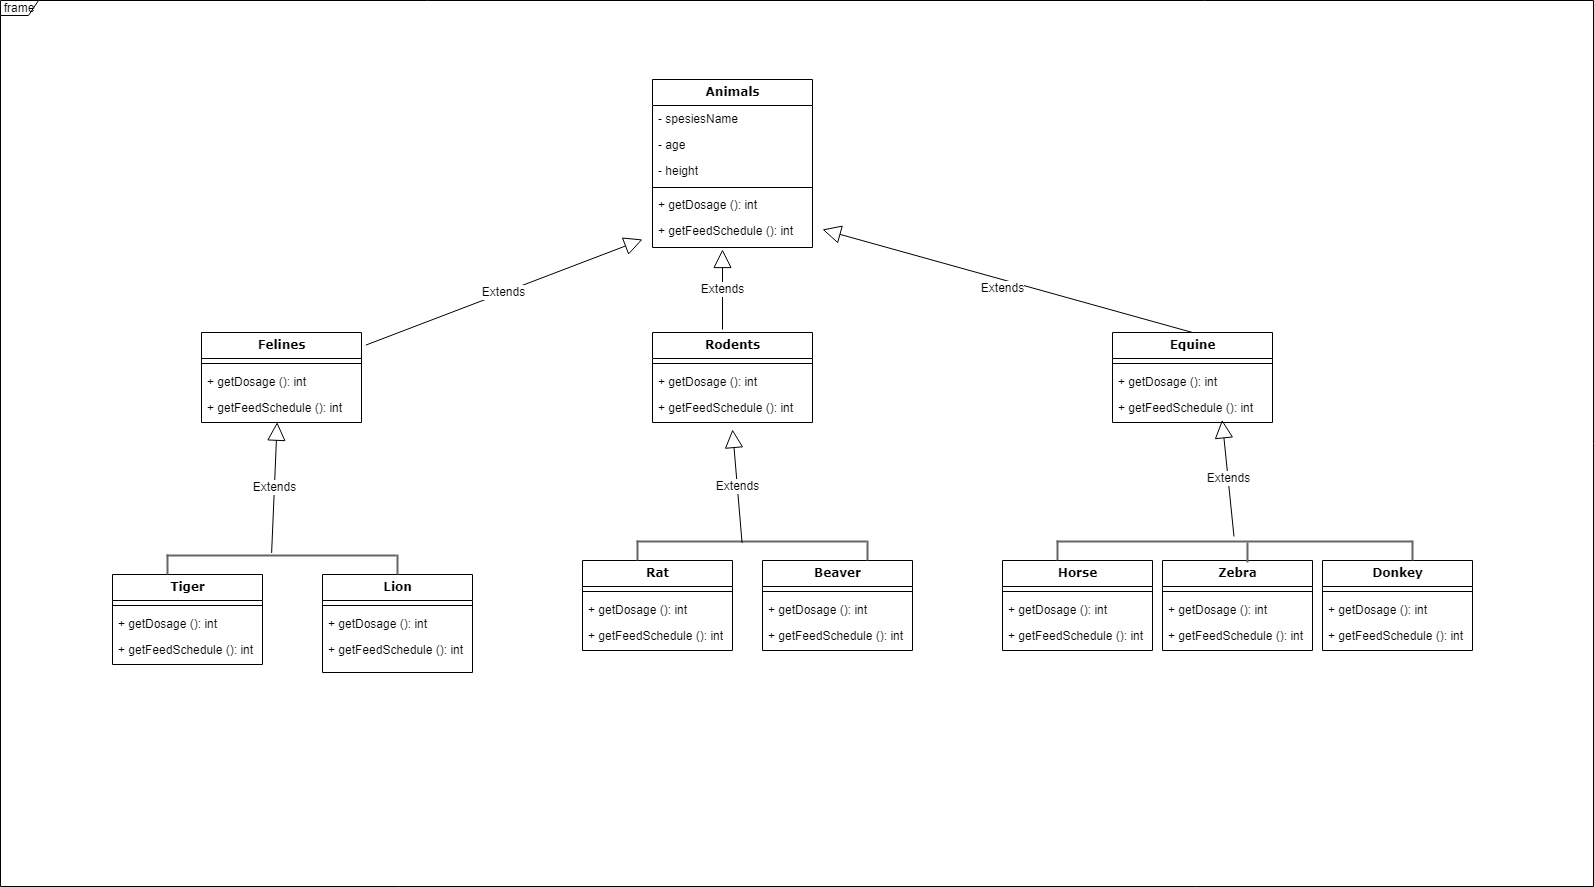 frame
Animals
- spesiesName
- age
- height
+ getDosage (): int
+ getFeedSchedule (): int
Extends
Extends
Extends
Felines
+ getDosage (): int
+ getFeedSchedule (): int
Rodents
+ getDosage (): int
+ getFeedSchedule (): int
Equine
+ getDosage (): int
+ getFeedSchedule (): int
Extends
Extends
Extends
Tiger
+ getDosage (): int
+ getFeedSchedule (): int
Lion
+ getDosage (): int
+ getFeedSchedule (): int
Rat
+ getDosage (): int
+ getFeedSchedule (): int
Beaver
+ getDosage (): int
+ getFeedSchedule (): int
Horse
+ getDosage (): int
+ getFeedSchedule (): int
Zebra
+ getDosage (): int
+ getFeedSchedule (): int
Donkey
+ getDosage (): int
+ getFeedSchedule (): int